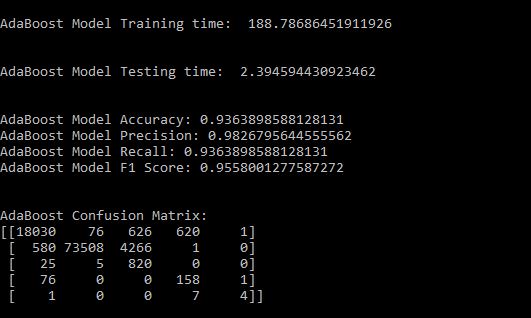 AdaBoost Model Training time:  188.78686451911926
AdaBoost Model Testing time:  2.394594430923462
AdaBoost Model Accuracy: 0.9363898588128131
AdaBoost Model Precision: 0.9826795644555562
AdaBoost Model Recall: 0.9363898588128131
AdaBoost Model F1 Score: 0.9558001277587272
AdaBoost Confusion Matrix:
[[18030    76   626   620     1]
 [  580 73508  4266     1     0]
 [   25     5   820     0     0]
 [   76     0     0   158     1]
 [    1     0     0     7     4]]